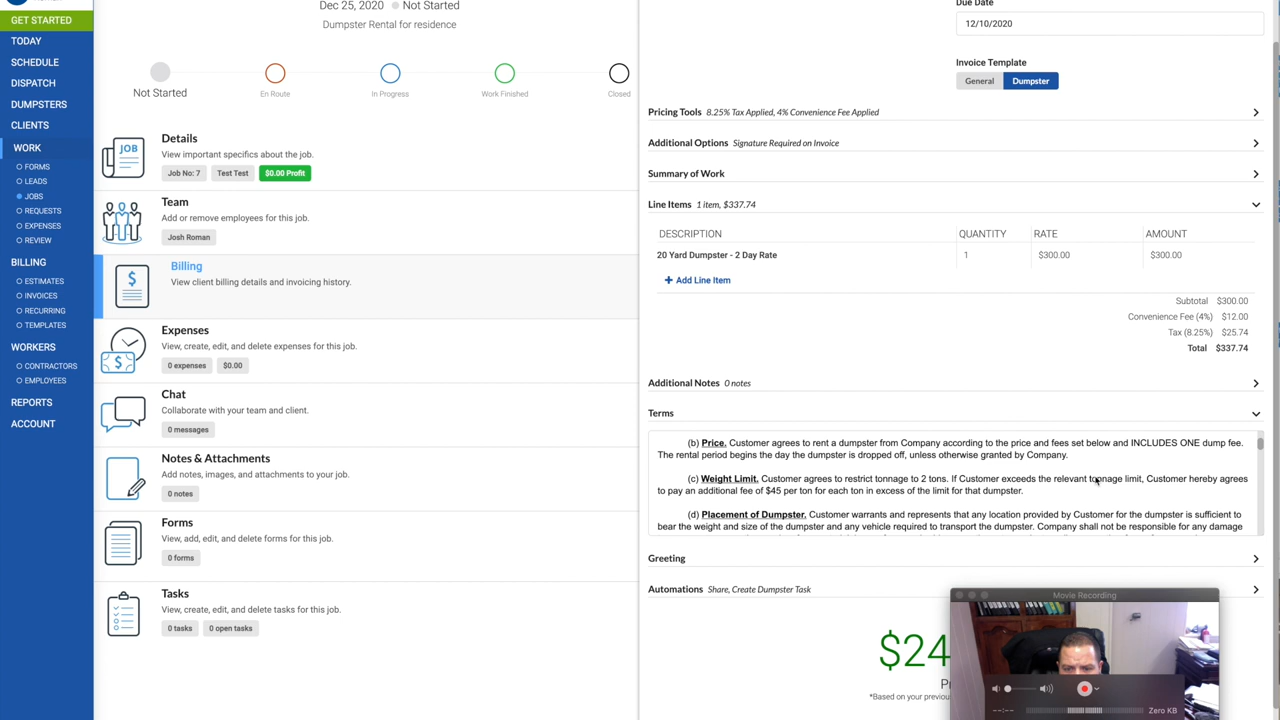 GET STARTED
TODAY
SCHEDULE
DISPATCH
DUMPSTERS
CLIENTS
WORK
FORMS
LEADS
JOBS
REQUESTS
EXPENSES
REVIEW
BILLING
ESTIMATES
INVOICES
RECURRING
TEMPLATES
WORKERS
CONTRACTORS
EMPLOYEES
REPORTS
ACCOUNT
Dec 25, 2020 Not Started
Dumpster Rental for residence
Not Started En Route In Progress Work Finished Closed
Details
View important specifics about the job.
JOB
Job No: 7 Test Test $0.00 Profit
Team
Add or remove employees for this job.
Josh Roman
Billing
View client billing details and invoicing history.
$
Expenses
View, create, edit, and delete expenses for this job.
$
0 expenses $0.00
Chat
Collaborate with your team and client.
0 messages
Notes & Attachments
Add notes, images, and attachments to your job.
0 notes
Forms
View, add, edit, and delete forms for this job.
0 forms
Tasks
View, create, edit, and delete tasks for this job.
0 tasks 0 open tasks
Due Date
12/10/2020
Invoice Template
General Dumpster
Pricing Tools 8.25% Tax Applied, 4% Convenience Fee Applied
Additional Options Signature Required on Invoice
Summary of Work
Line Items 1 item, $337.74
DESCRIPTION QUANTITY RATE AMOUNT
20 Yard Dumpster - 2 Day Rate 1 $300.00 $300.00
+ Add Line Item
Subtotal $300.00
Convenience Fee (4%) $12.00
Tax (8.25%) $25.74
Total $337.74
Additional Notes 0 notes
Terms
(b) Price. Customer agrees to rent a dumpster from Company according to the price and fees set below and INCLUDES ONE dump fee.
The rental period begins the day the dumpster is dropped off, unless otherwise granted by Company.
(c) Weight Limit. Customer agrees to restrict tonnage to 2 tons. If Customer exceeds the relevant tonnage limit, Customer hereby agrees
to pay an additional fee of $45 per ton for each ton in excess of the limit for that dumpster.
(d) Placement of Dumpster. Customer warrants and represents that any location provided by Customer for the dumpster is sufficient to
bear the weight and size of the dumpster and any vehicle required to transport the dumpster. Company shall not be responsible for any damage
Greeting
Automations Share, Create Dumpster Task
$24
*Based on your previou
Movie Recording
--:-- Zero KB